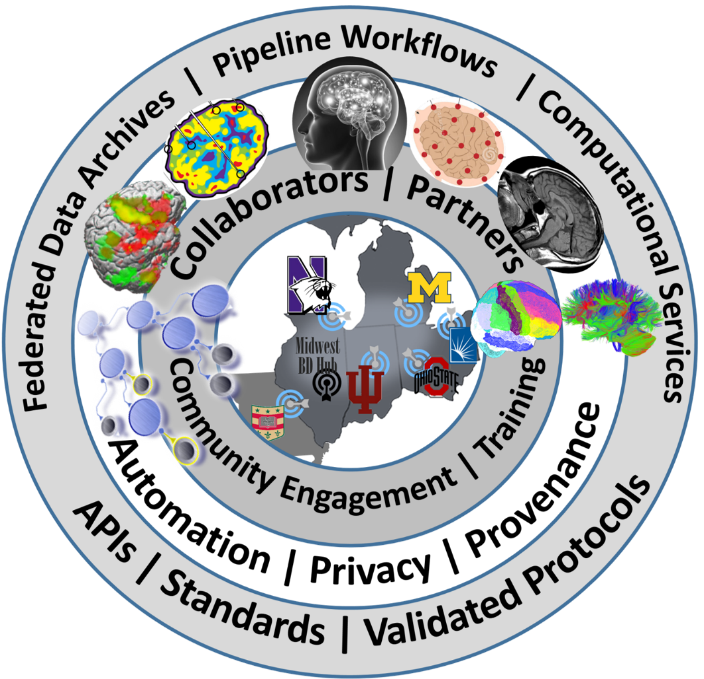 Federated Data Archives | Pipeline Workflows | Computational Services
Collaborators | Partners
N
M
Midwest
BD Hub
OHIO STATE
Community Engagement | Training
Automation | Privacy | Provenance
APIs | Standards | Validated Protocols